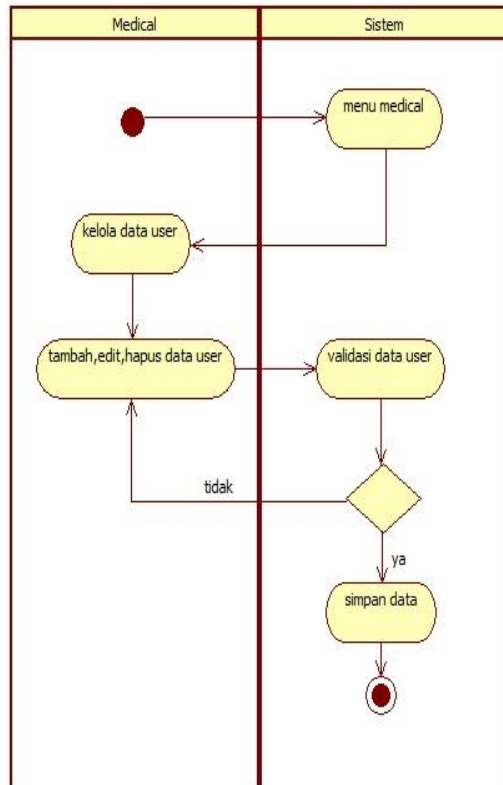 Medical
Sistem
menu medical
kelola data user
tambah,edit,hapus data user
validasi data user
tidak
ya
simpan data